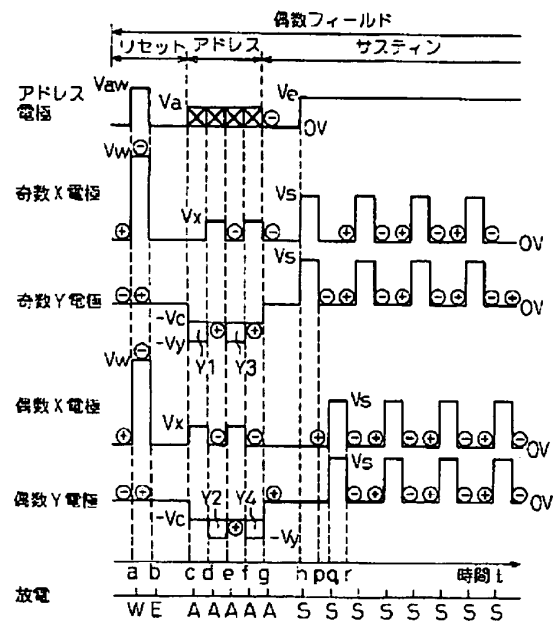 偶数フィールド
リセット アドレス サスティン
Vaw Va Ve
アドレス電極
⊖ 0V
Vw ⊖
奇数X電極
Vx Vs
⊕ ⊖ ⊖ ⊕ ⊖ ⊕ ⊖ ⊕ ⊖ 0V
Vs
奇数Y電極
⊖ ⊕ ⊖ ⊖ ⊕ ⊖ ⊕ ⊖ ⊕ 0V
-Vc ⊕ ⊕
-Vy
Y1 Y3
Vw ⊖
偶数X電極
Vx Vs
⊕ ⊖ ⊖ ⊕ ⊖ ⊕ ⊖ ⊕ ⊖ ⊕ ⊖ 0V
Vs
偶数Y電極
⊖ ⊕ Y2 Y4 ⊕ ⊖ ⊕ ⊖ ⊕ ⊖ ⊕ ⊖ 0V
-Vc ⊕ -Vy
a b c d e f g h p q r 時間 t
放電
W E A A A A A S S S S S S S